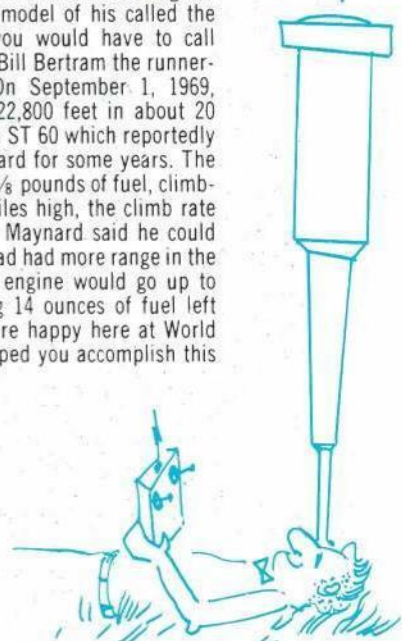 model of his called the
you would have to call
Bill Bertram the runner-
On September 1, 1969,
22,800 feet in about 20
ST 60 which reportedly
ard for some years. The
⅛ pounds of fuel, climb-
iles high, the climb rate
Maynard said he could
ad had more range in the
engine would go up to
g 14 ounces of fuel left
re happy here at World
ped you accomplish this